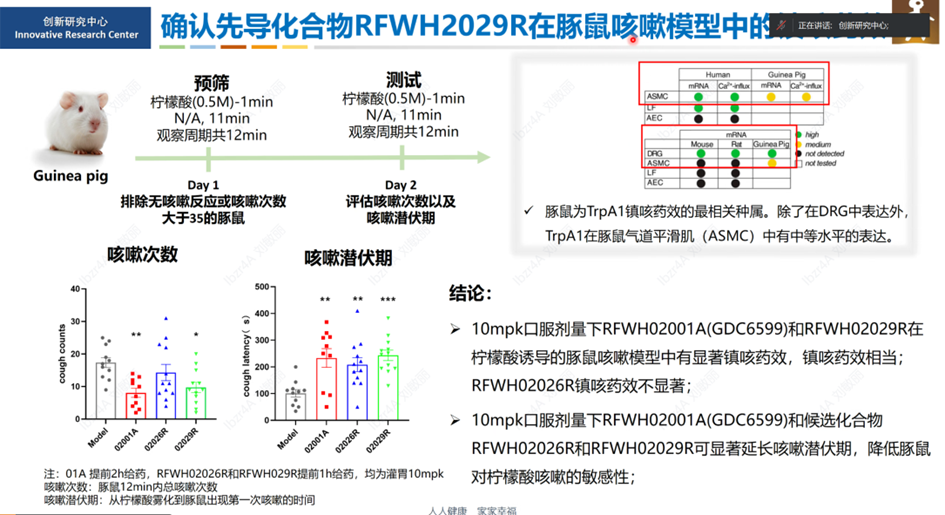 创新研究中心
Innovative Research Center
确认先导化合物RFWH2029R在豚鼠咳嗽模型中的
正在讲话: 创新研究中心;
预筛
柠檬酸(0.5M)-1min
N/A, 11min
观察周期共12min
测试
柠檬酸(0.5M)-1min
N/A, 11min
观察周期共12min
Guinea pig
Day 1
排除无咳嗽反应或咳嗽次数
大于35的豚鼠
Day 2
评估咳嗽次数以及
咳嗽潜伏期
Human
Guinea Pig
mRNA
Ca²⁺-influx
mRNA
Ca²⁺-influx
ASMC
LF
AEC
mRNA
Mouse
Rat
Guinea Pig
DRG
ASMC
LF
AEC
high
medium
not detected
not tested
✓ 豚鼠为TrpA1镇咳药效的最相关种属。除了在DRG中表达外，
TrpA1在豚鼠气道平滑肌（ASMC）中有中等水平的表达。
咳嗽次数
cough counts
40
30
20
10
0
**
*
Model
02001A
02026R
02029R
咳嗽潜伏期
cough latency（ s）
500
400
300
200
100
0
**
**
***
Model
02001A
02026R
02029R
结论：
➢ 10mpk口服剂量下RFWH02001A(GDC6599)和RFWH02029R在
柠檬酸诱导的豚鼠咳嗽模型中有显著镇咳药效，镇咳药效相当；
RFWH02026R镇咳药效不显著；
➢ 10mpk口服剂量下RFWH02001A(GDC6599)和候选化合物
RFWH02026R和RFWH02029R可显著延长咳嗽潜伏期，降低豚鼠
对柠檬酸咳嗽的敏感性；
注：01A 提前2h给药，RFWH02026R和RFWH029R提前1h给药，均为灌胃10mpk
咳嗽次数：豚鼠12min内总咳嗽次数
咳嗽潜伏期：从柠檬酸雾化到豚鼠出现第一次咳嗽的时间
人人健康 家家幸福